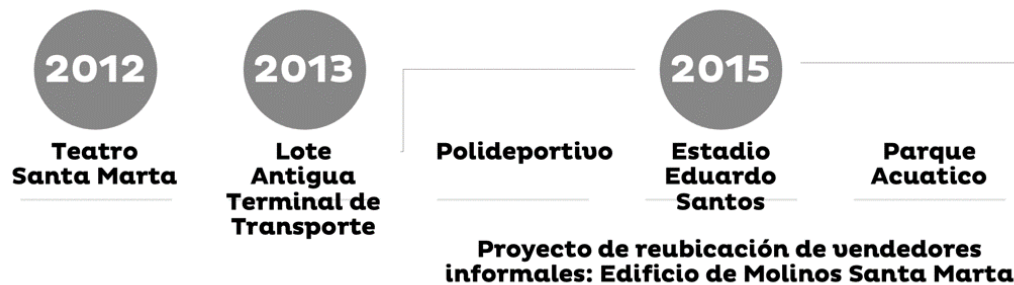 2012
Teatro
Santa Marta
2013
Lote
Antigua
Terminal de
Transporte
2015
Polideportivo
Estadio
Eduardo
Santos
Parque
Acuatico
Proyecto de reubicación de vendedores
informales: Edificio de Molinos Santa Marta